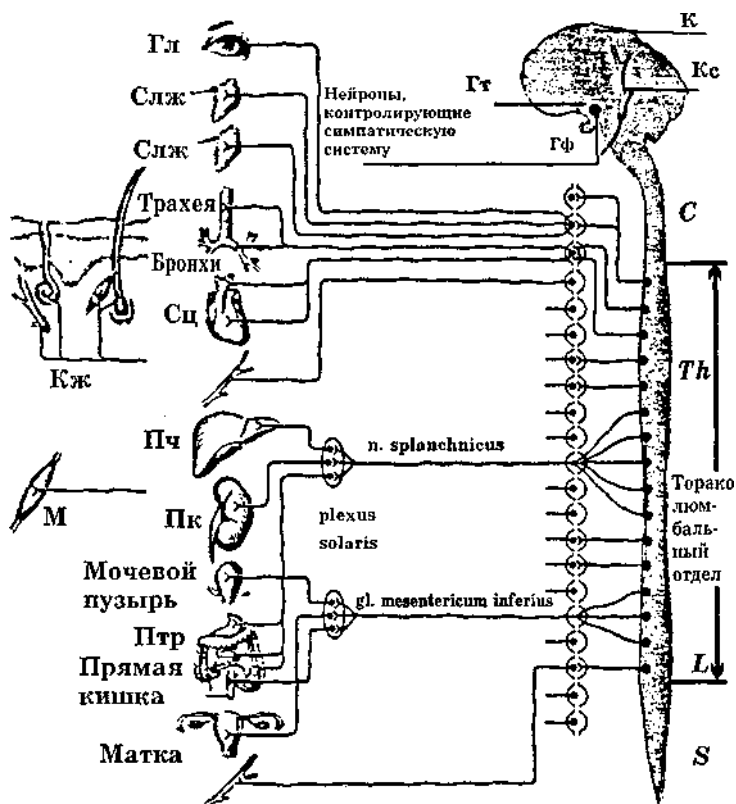 Гл
Слж
Слж
Трахея
Бронхи
Сц
Кж
Пч
М
Пк
Мочевой
пузырь
Птр
Прямая
кишка
Матка
Нейроны,
контролирующие
симпатическую
систему
n. splanchnicus
plexus
solaris
gl. mesentericum inferius
К
Кс
Гт
Гф
C
Th
Торако
люм-
баль-
ный
отдел
L
S